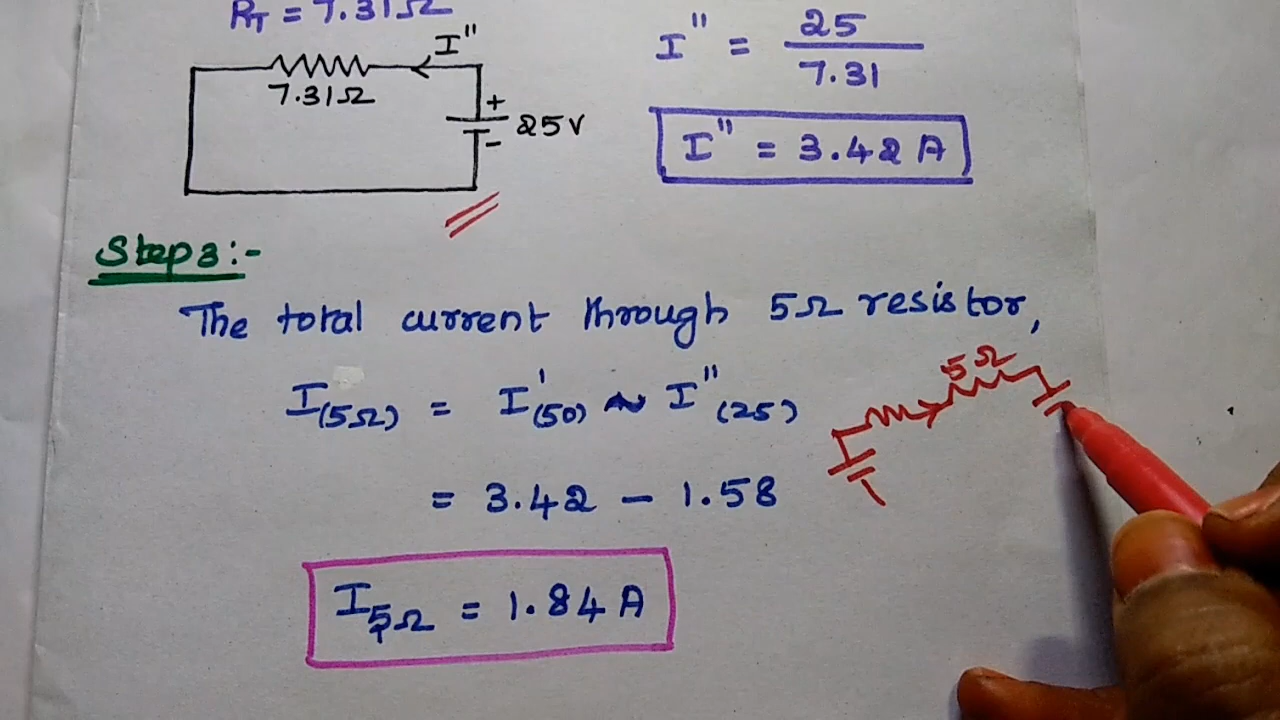 RT = 7.31Ω
I"
7.31Ω
+
25V
-
I" = 25
7.31
I" = 3.42 A
Step3:-
The total current through 5Ω resistor,
I(5Ω) = I'(50) ~ I"(25)
5Ω
= 3.42 - 1.58
I5Ω = 1.84 A